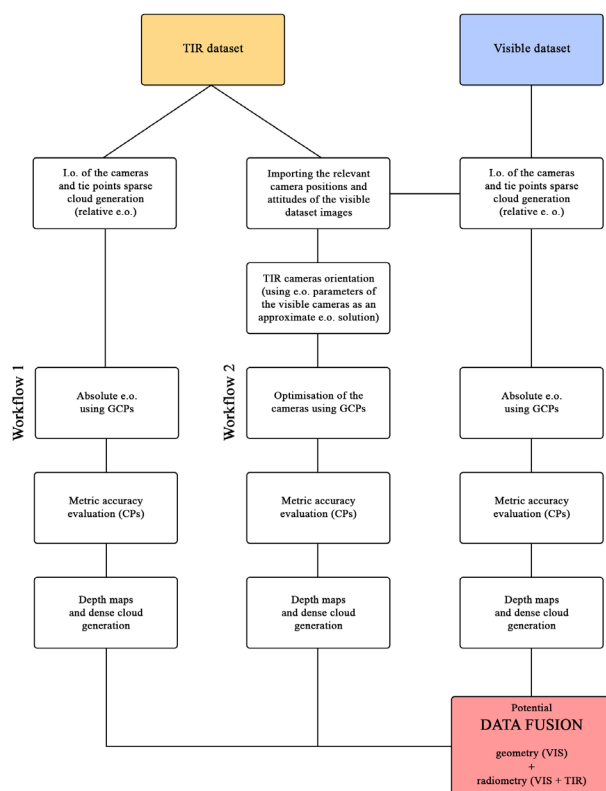 TIR dataset
Visible dataset
I.o. of the cameras
and tie points sparse
cloud generation
(relative e.o.)
Importing the relevant
camera positions and
attitudes of the visible
dataset images
I.o. of the cameras
and tie points sparse
cloud generation
(relative e. o.)
TIR cameras orientation
(using e.o. parameters of
the visible cameras as an
approximate e.o. solution)
Workflow 1
Absolute e.o.
using GCPs
Workflow 2
Optimisation of the
cameras using GCPs
Absolute e.o.
using GCPs
Metric accuracy
evaluation (CPs)
Metric accuracy
evaluation (CPs)
Metric accuracy
evaluation (CPs)
Depth maps
and dense cloud
generation
Depth maps
and dense cloud
generation
Depth maps
and dense cloud
generation
Potential
DATA FUSION
geometry (VIS)
+
radiometry (VIS + TIR)